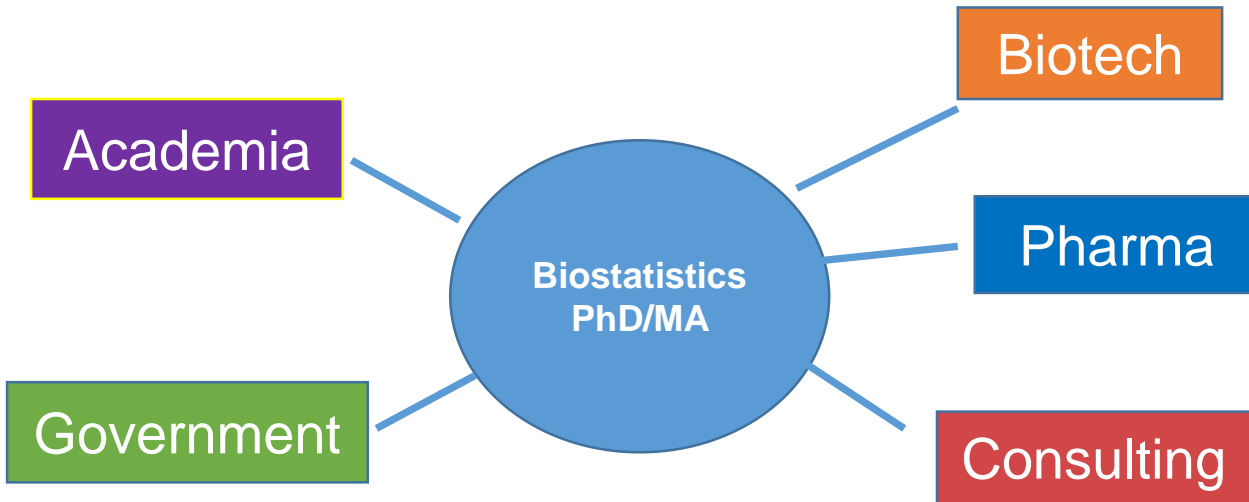 Biotech
Academia
Pharma
Biostatistics
PhD/MA
Government
Consulting